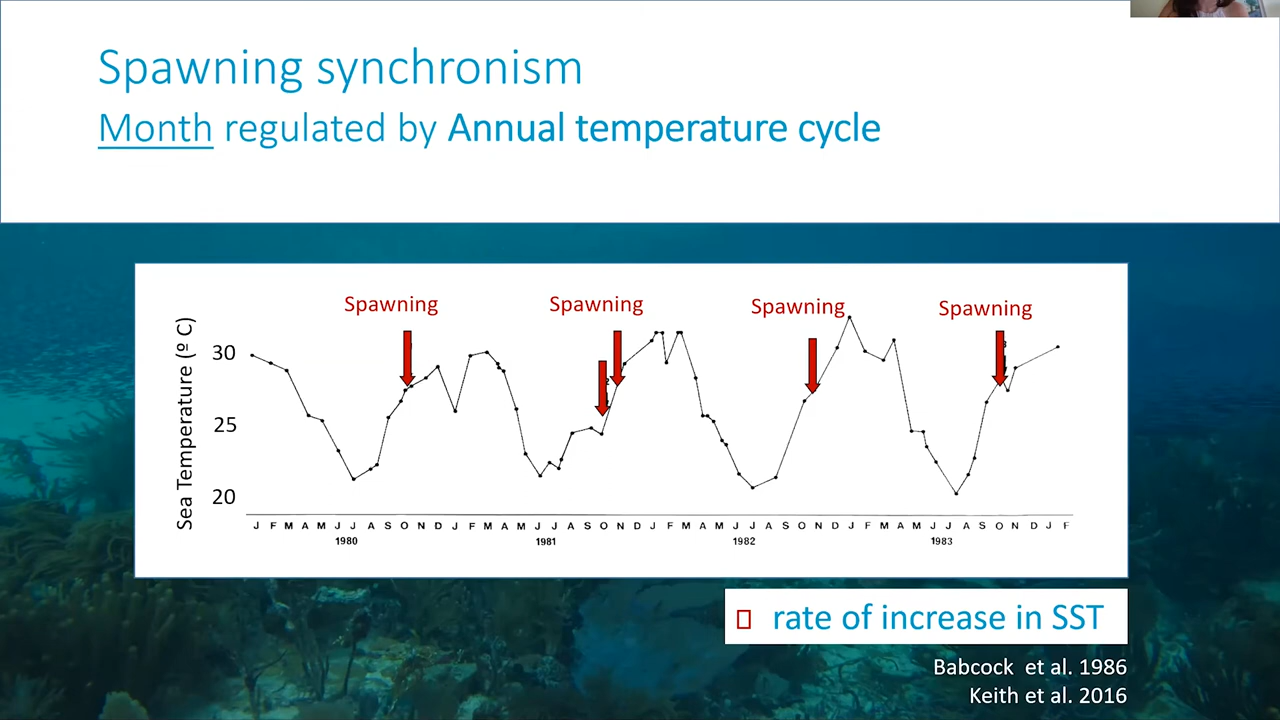 Spawning synchronism
Month regulated by Annual temperature cycle
Spawning Spawning Spawning Spawning
Sea Temperature (º C)
30
25
20
J F M A M J J A S O N D J F M A M J J A S O N D J F M A M J J A S O N D J F M A M J J A S O N D J F
1980 1981 1982 1983
rate of increase in SST
Babcock et al. 1986
Keith et al. 2016